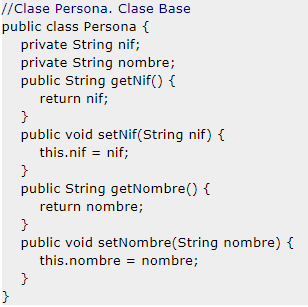 //Clase Persona. Clase Base
public class Persona {
    private String nif;
    private String nombre;
    public String getNif() {
        return nif;
    }
    public void setNif(String nif) {
        this.nif = nif;
    }
    public String getNombre() {
        return nombre;
    }
    public void setNombre(String nombre) {
        this.nombre = nombre;
    }
}